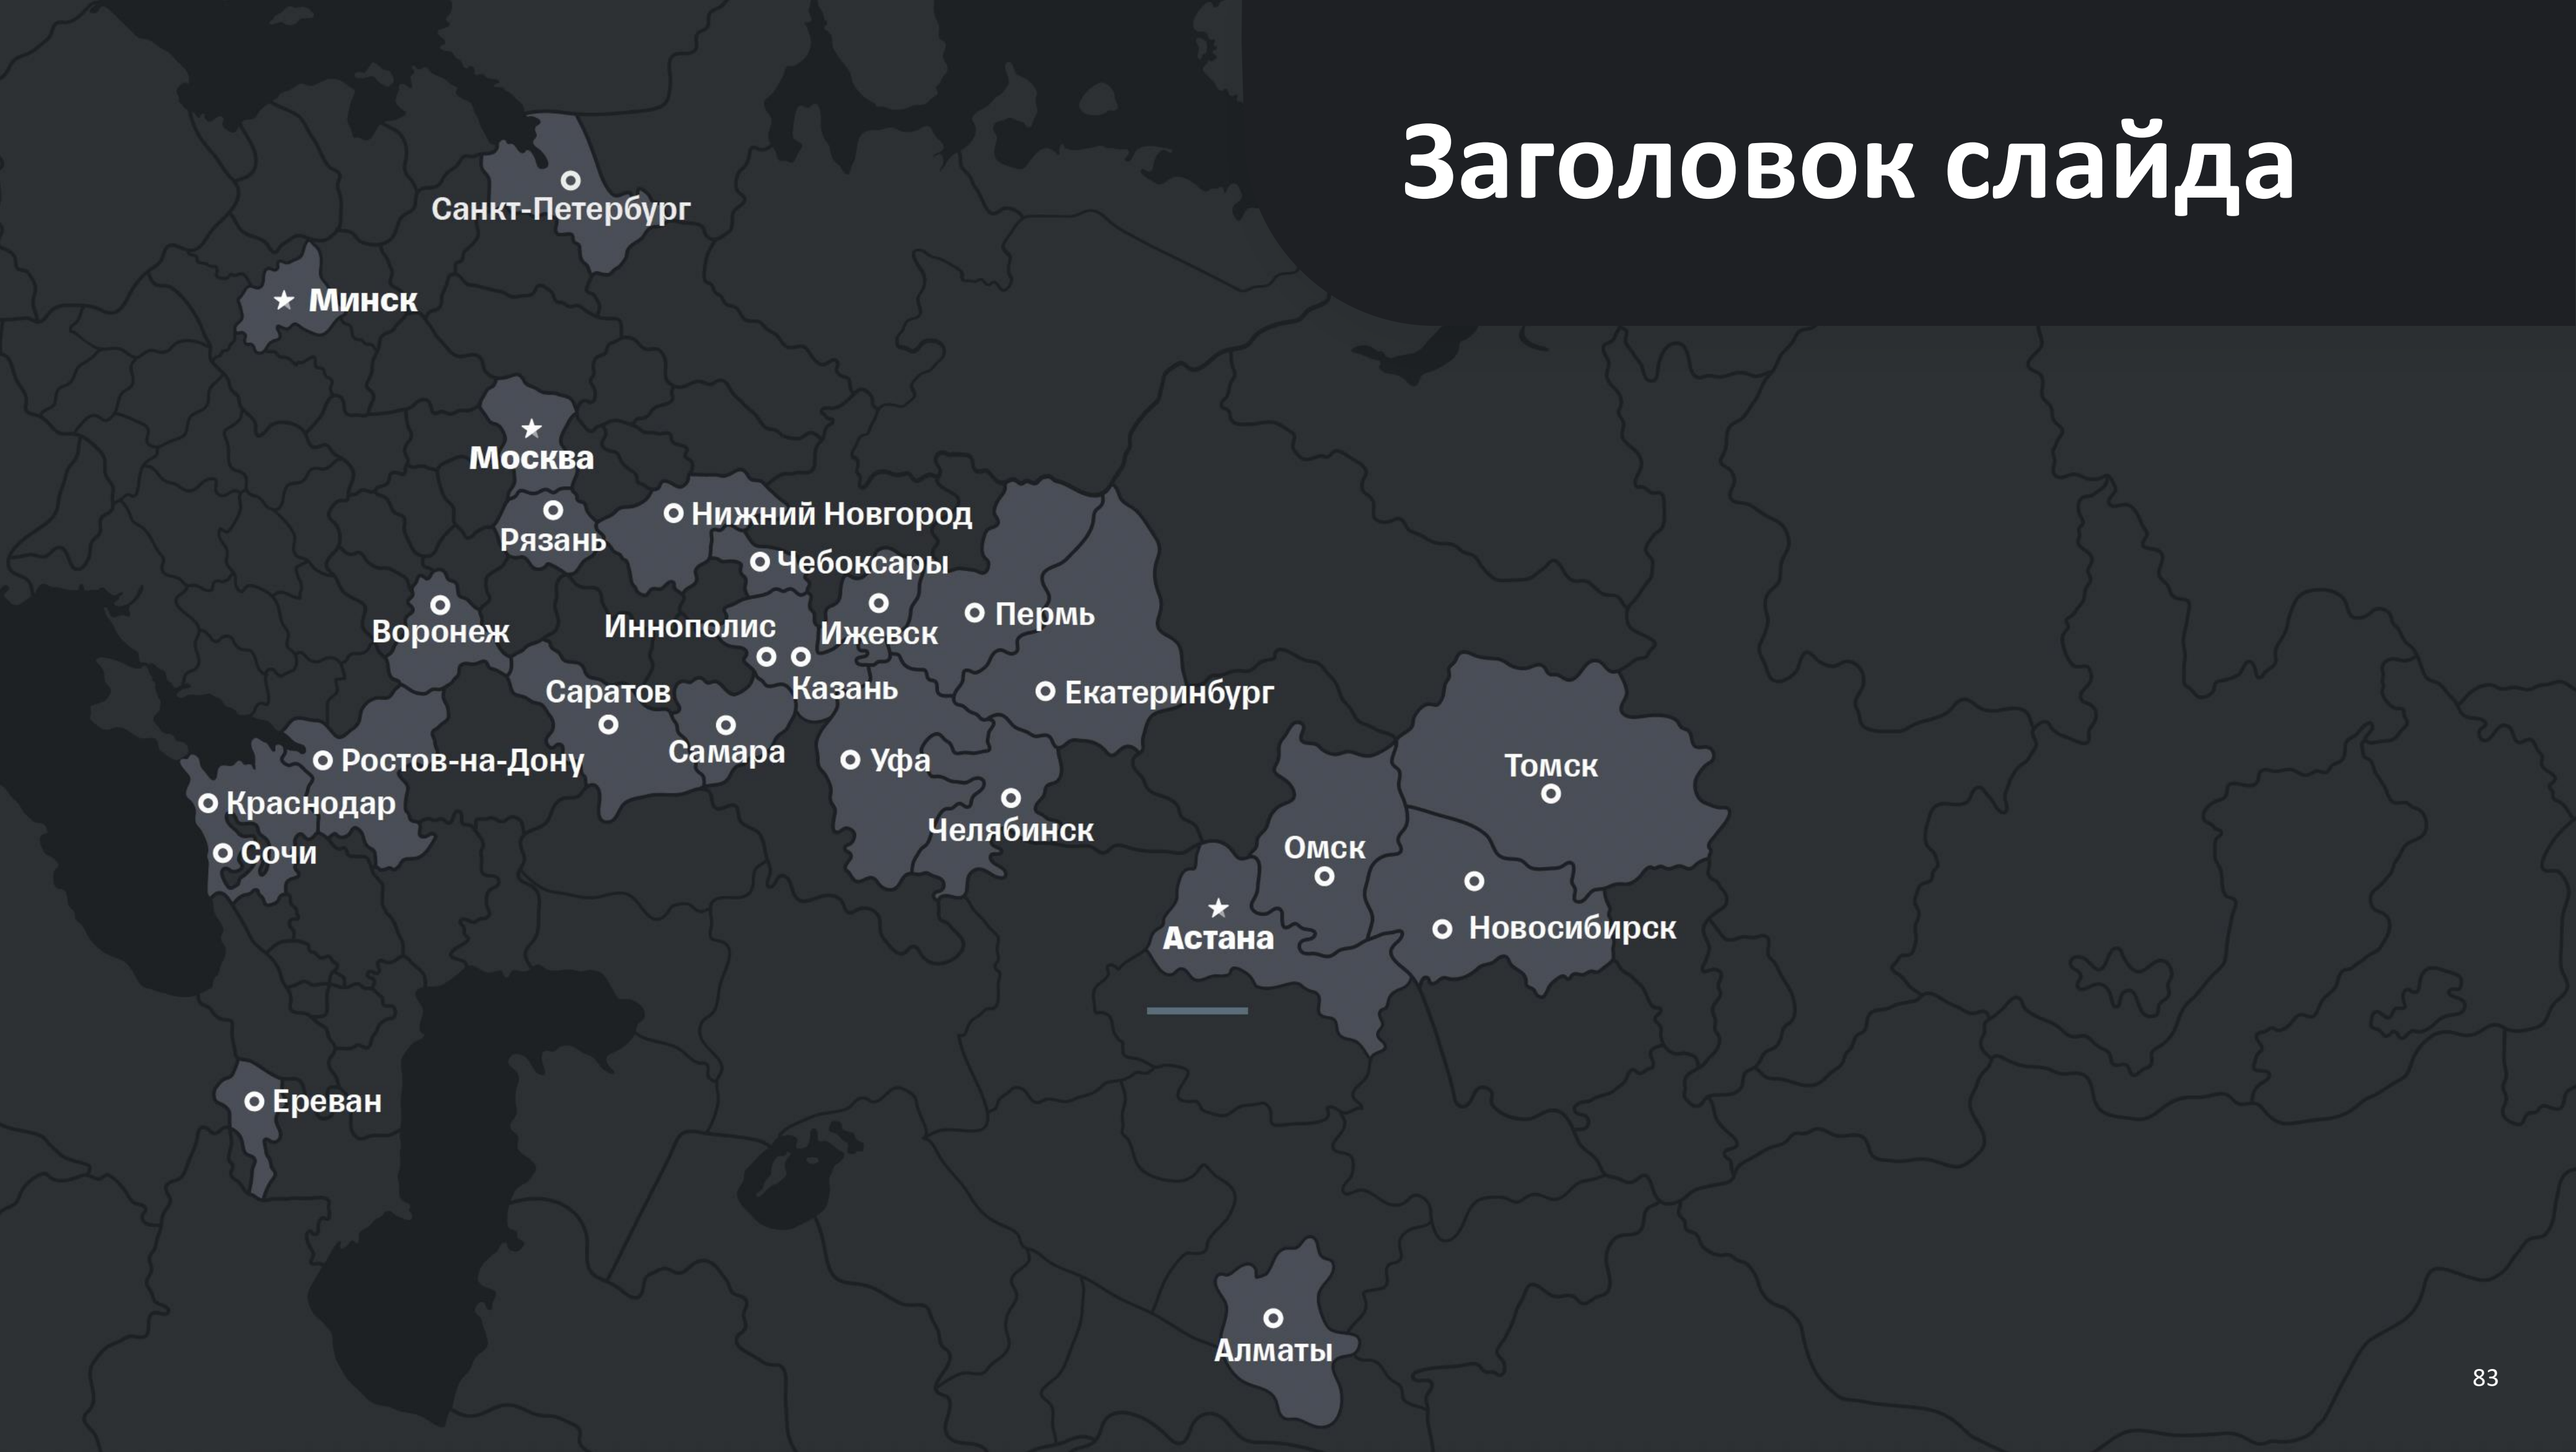 Заголовок слайда
Санкт-Петербург
Минск
Москва
Нижний Новгород
Рязань
Чебоксары
Пермь
Иннополис
Воронеж
Ижевск
Казань
Саратов
Екатеринбург
Самара
Ростов-на-Дону
Уфа
Томск
Краснодар
Челябинск
Омск
Сочи
Новосибирск
Астана
Ереван
Алматы
83